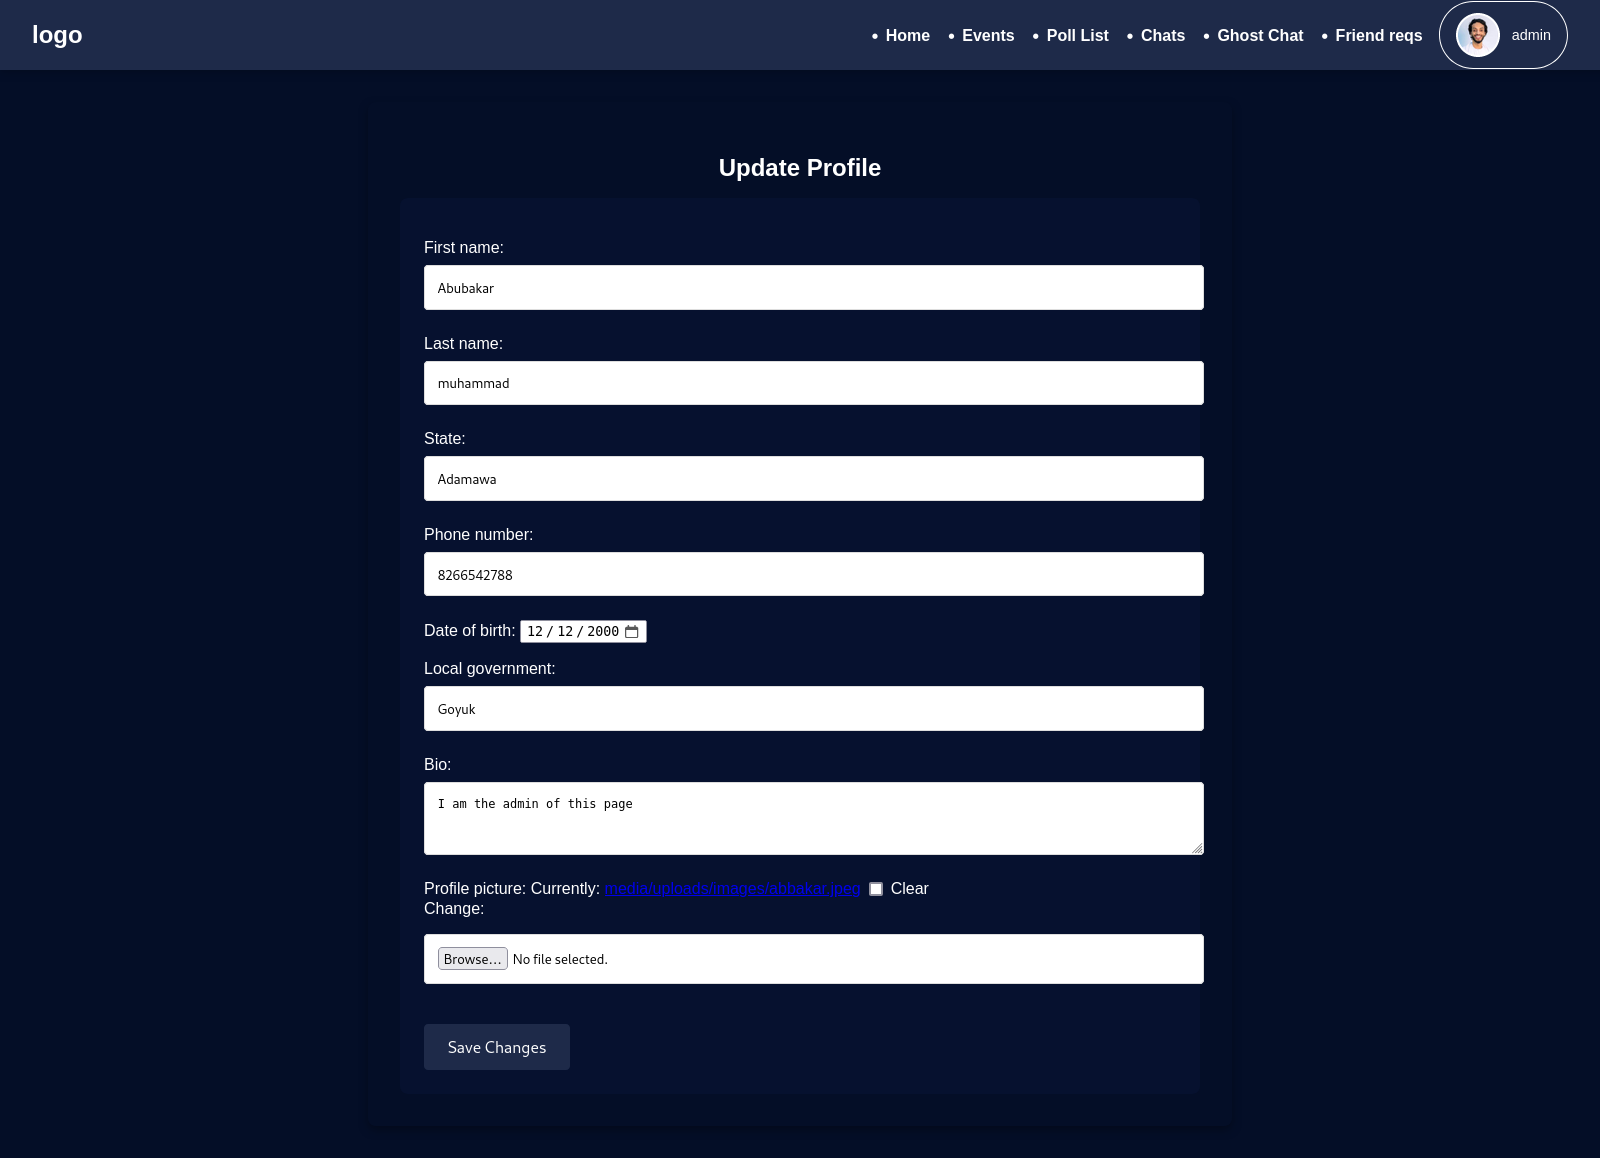 logo
• Home • Events • Poll List • Chats • Ghost Chat • Friend reqs admin
Update Profile
First name:
Abubakar
Last name:
muhammad
State:
Adamawa
Phone number:
8266542788
Date of birth: 12/12/2000
Local government:
Goyuk
Bio:
I am the admin of this page
Profile picture: Currently: media/uploads/images/abbakar.jpeg Clear
Change:
Browse... No file selected.
Save Changes